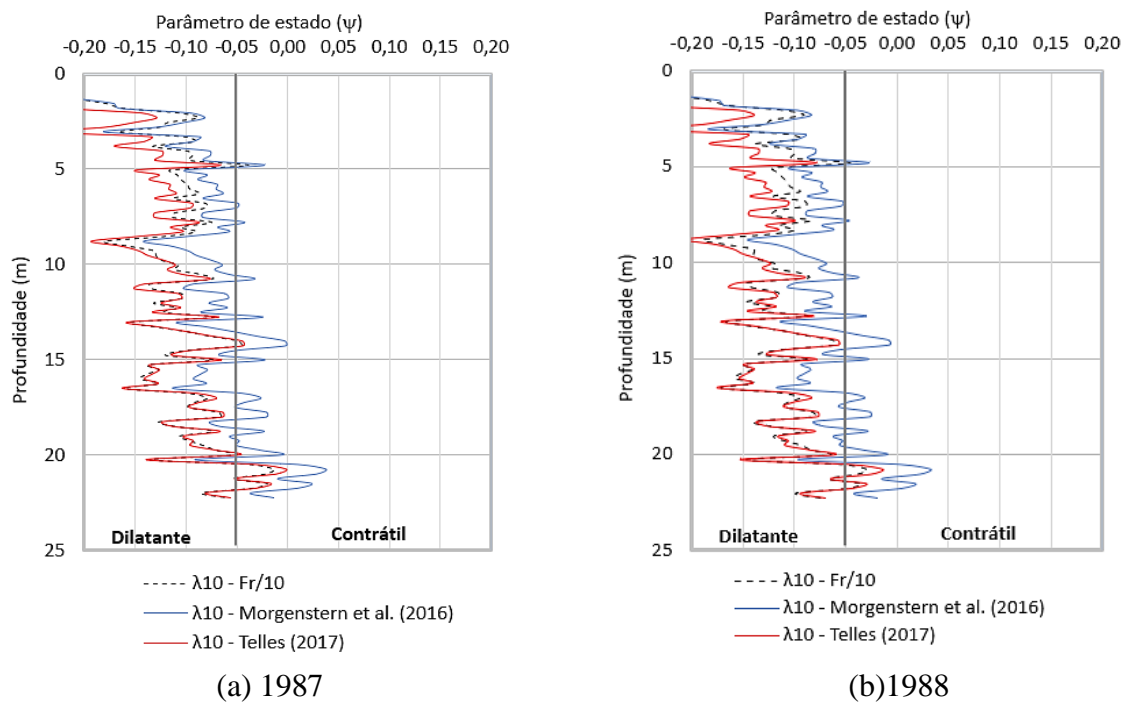 Parâmetro de estado (ψ)
-0,20 -0,15 -0,10 -0,05 0,00 0,05 0,10 0,15 0,20
0
5
10
15
20
25
Profundidade (m)
Dilatante Contrátil
λ10 - Fr/10
λ10 - Morgenstern et al. (2016)
λ10 - Telles (2017)
(a) 1987
Parâmetro de estado (ψ)
-0,20 -0,15 -0,10 -0,05 0,00 0,05 0,10 0,15 0,20
0
5
10
15
20
25
Profundidade (m)
Dilatante Contrátil
λ10 - Fr/10
λ10 - Morgenstern et al. (2016)
λ10 - Telles (2017)
(b)1988